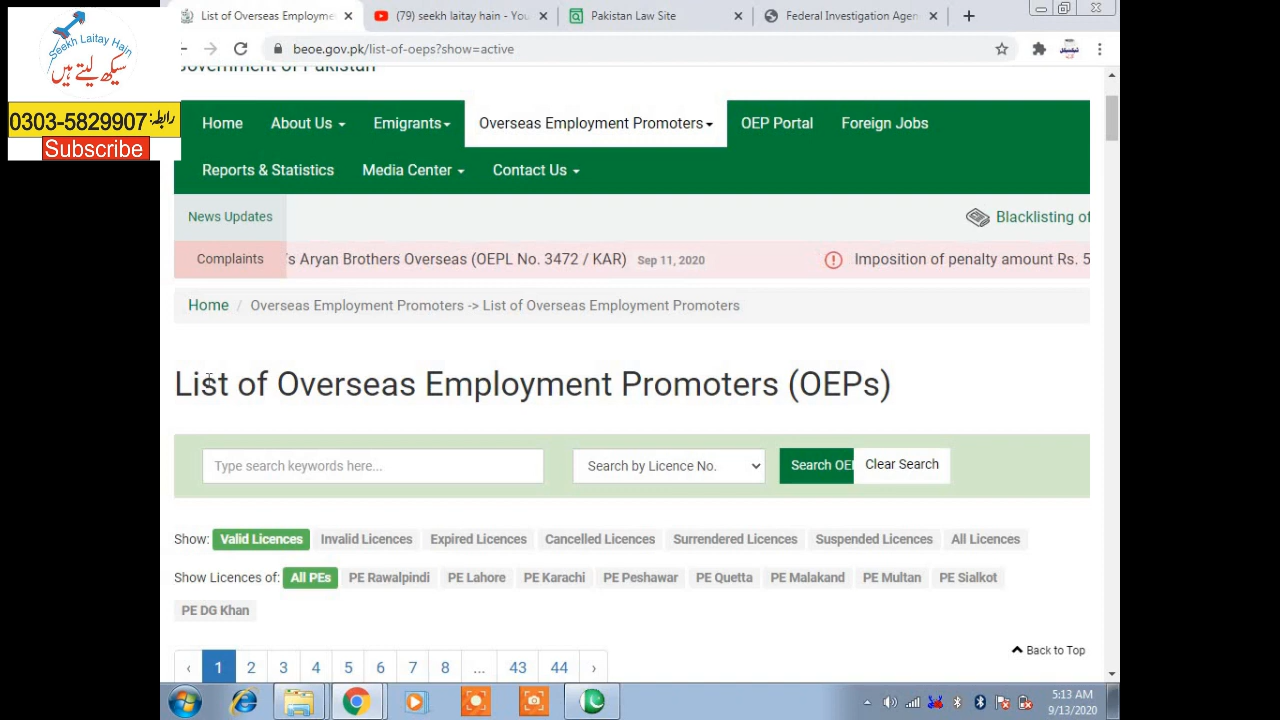 List of Overseas Employme
(79) seekh laitay hain - You
Pakistan Law Site
Federal Investigation Agen
Seekh Laitay Hain
سیکھ لیتے ہیں
beoe.gov.pk/list-of-oeps?show=active
Government of Pakistan
رابطہ: 0303-5829907
Subscribe
Home About Us Emigrants Overseas Employment Promoters OEP Portal Foreign Jobs
Reports & Statistics Media Center Contact Us
News Updates Blacklisting of
Complaints 's Aryan Brothers Overseas (OEPL No. 3472 / KAR) Sep 11, 2020 Imposition of penalty amount Rs. 5
Home / Overseas Employment Promoters -> List of Overseas Employment Promoters
List of Overseas Employment Promoters (OEPs)
Type search keywords here... Search by Licence No. Search OEP Clear Search
Show: Valid Licences Invalid Licences Expired Licences Cancelled Licences Surrendered Licences Suspended Licences All Licences
Show Licences of: All PEs PE Rawalpindi PE Lahore PE Karachi PE Peshawar PE Quetta PE Malakand PE Multan PE Sialkot
PE DG Khan
Back to Top
‹ 1 2 3 4 5 6 7 8 ... 43 44 ›
5:13 AM
9/13/2020